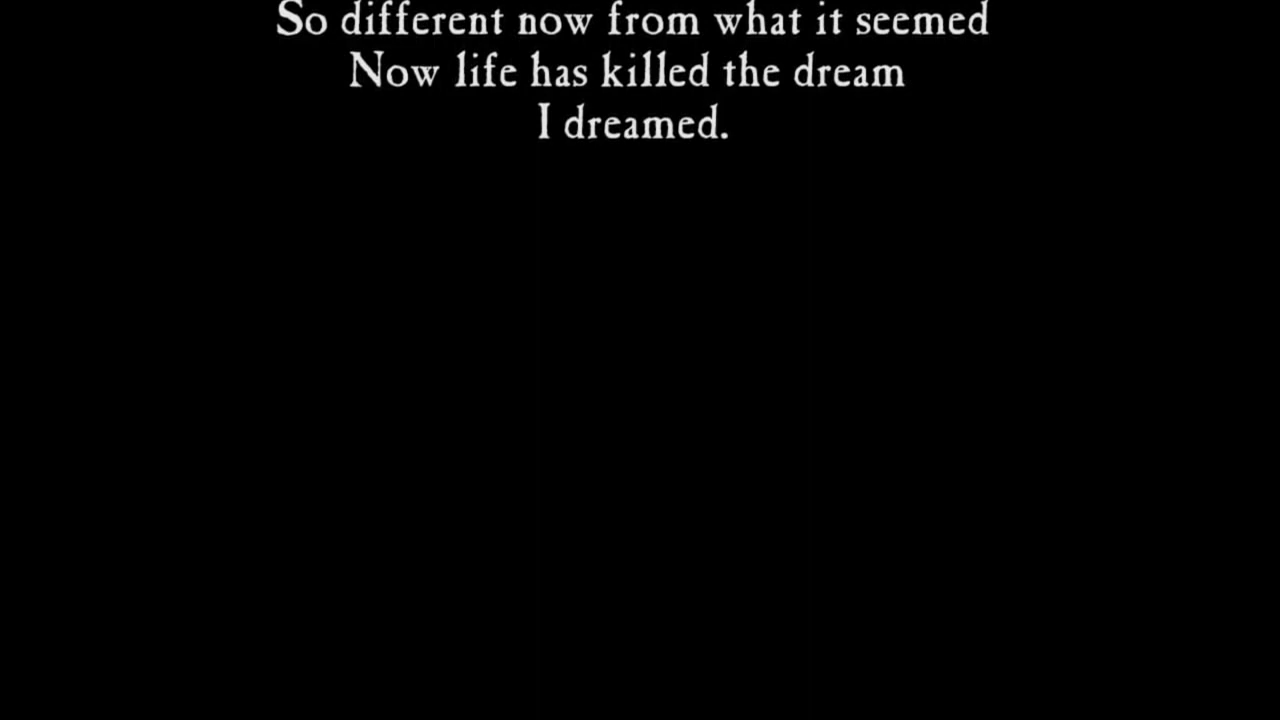 So different now from what it seemed
Now life has killed the dream
I dreamed.